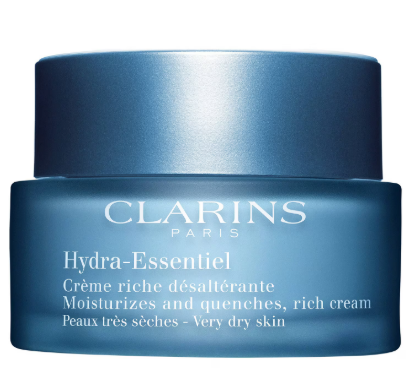 CLARINS
PARIS
Hydra-Essentiel
Crème riche désaltérante
Moisturizes and quenches, rich cream
Peaux très sèches - Very dry skin